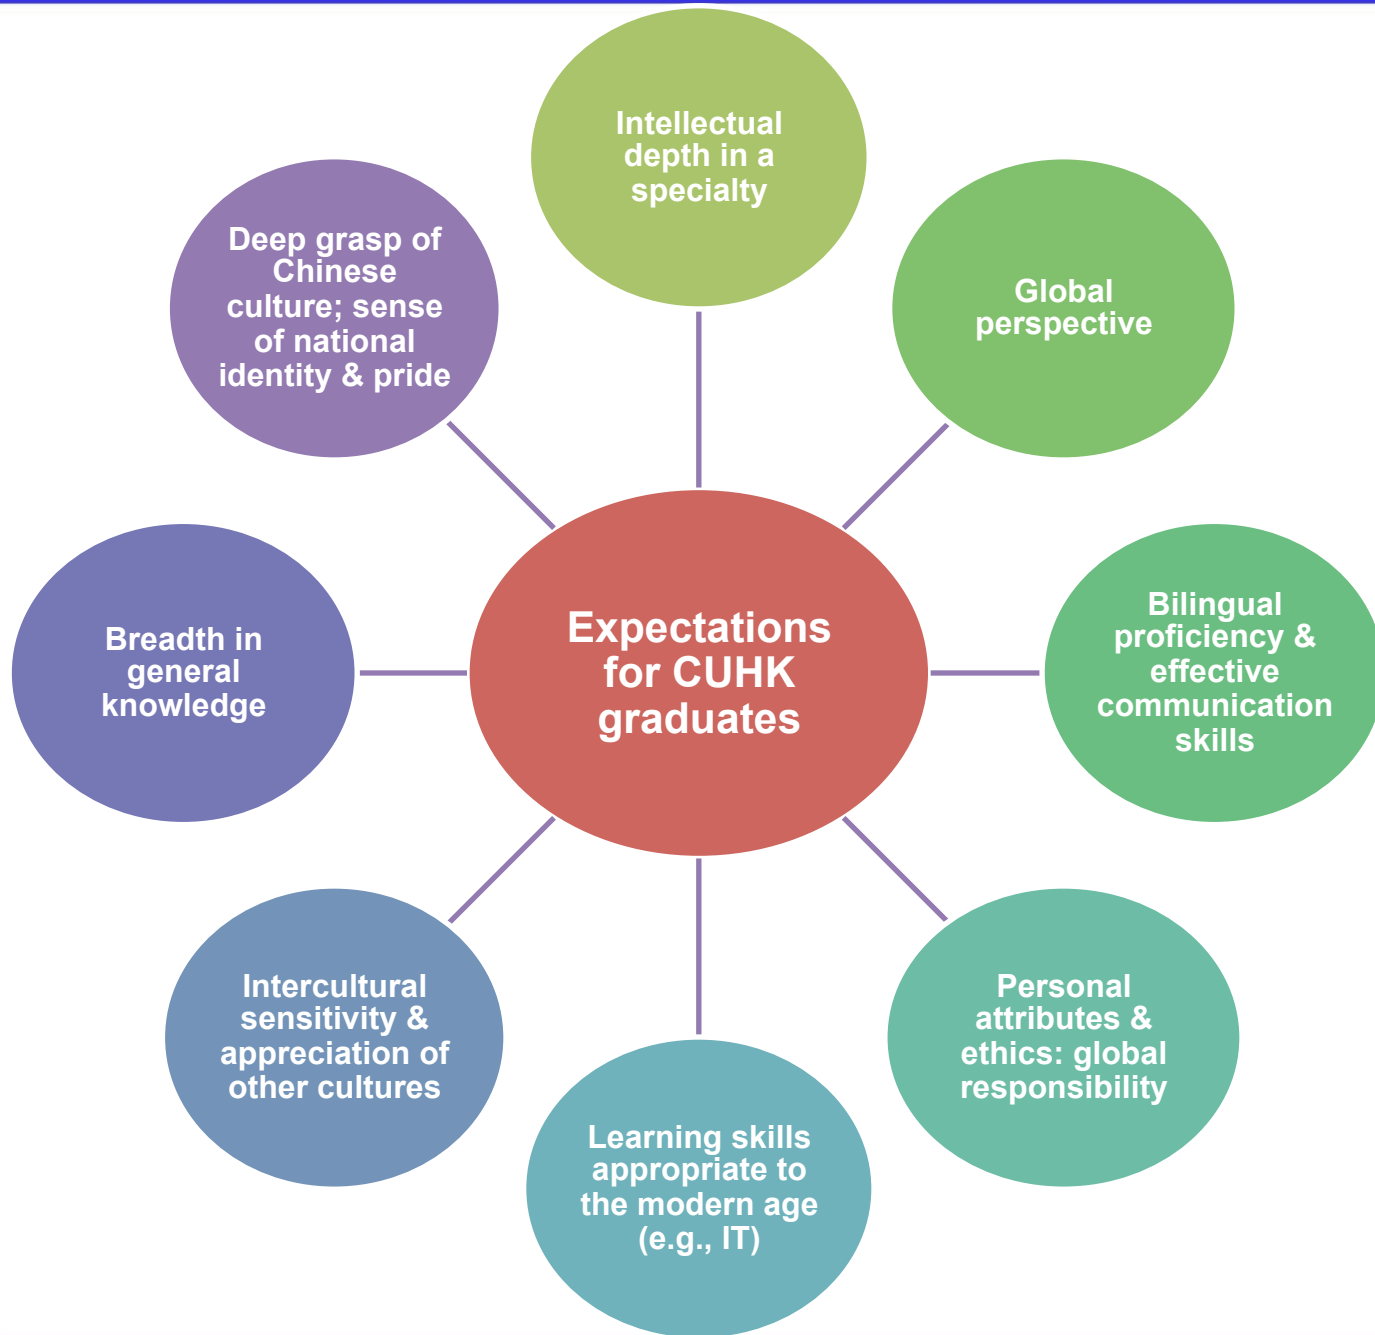 Intellectual
depth in a
specialty
Global
perspective
Bilingual
proficiency &
effective
communication
skills
Personal
attributes &
ethics: global
responsibility
Learning skills
appropriate to
the modern age
(e.g., IT)
Intercultural
sensitivity &
appreciation of
other cultures
Breadth in
general
knowledge
Deep grasp of
Chinese
culture; sense
of national
identity & pride
Expectations
for CUHK
graduates